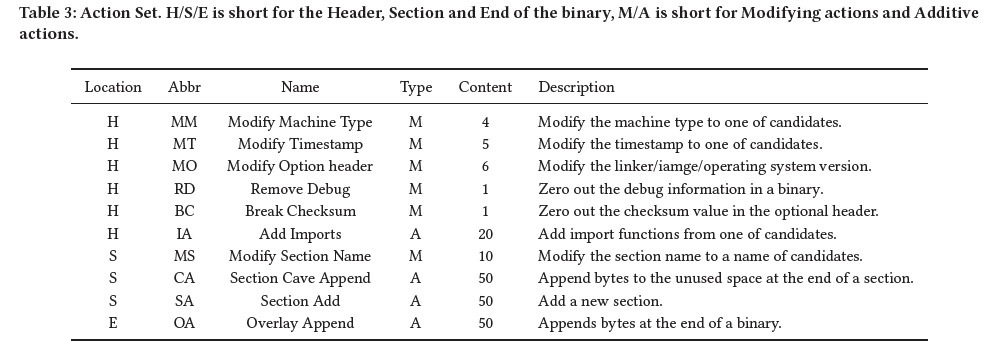 Table 3: Action Set. H/S/E is short for the Header, Section and End of the binary, M/A is short for Modifying actions and Additive
actions.
Location Abbr Name Type Content Description
H MM Modify Machine Type M 4 Modify the machine type to one of candidates.
H MT Modify Timestamp M 5 Modify the timestamp to one of candidates.
H MO Modify Option header M 6 Modify the linker/iamge/operating system version.
H RD Remove Debug M 1 Zero out the debug information in a binary.
H BC Break Checksum M 1 Zero out the checksum value in the optional header.
H IA Add Imports A 20 Add import functions from one of candidates.
S MS Modify Section Name M 10 Modify the section name to a name of candidates.
S CA Section Cave Append A 50 Append bytes to the unused space at the end of a section.
S SA Section Add A 50 Add a new section.
E OA Overlay Append A 50 Appends bytes at the end of a binary.